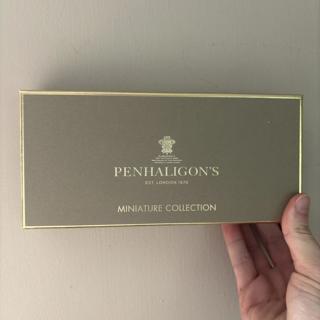 PENHALIGON'S
EST. LONDON 1870
MINIATURE COLLECTION